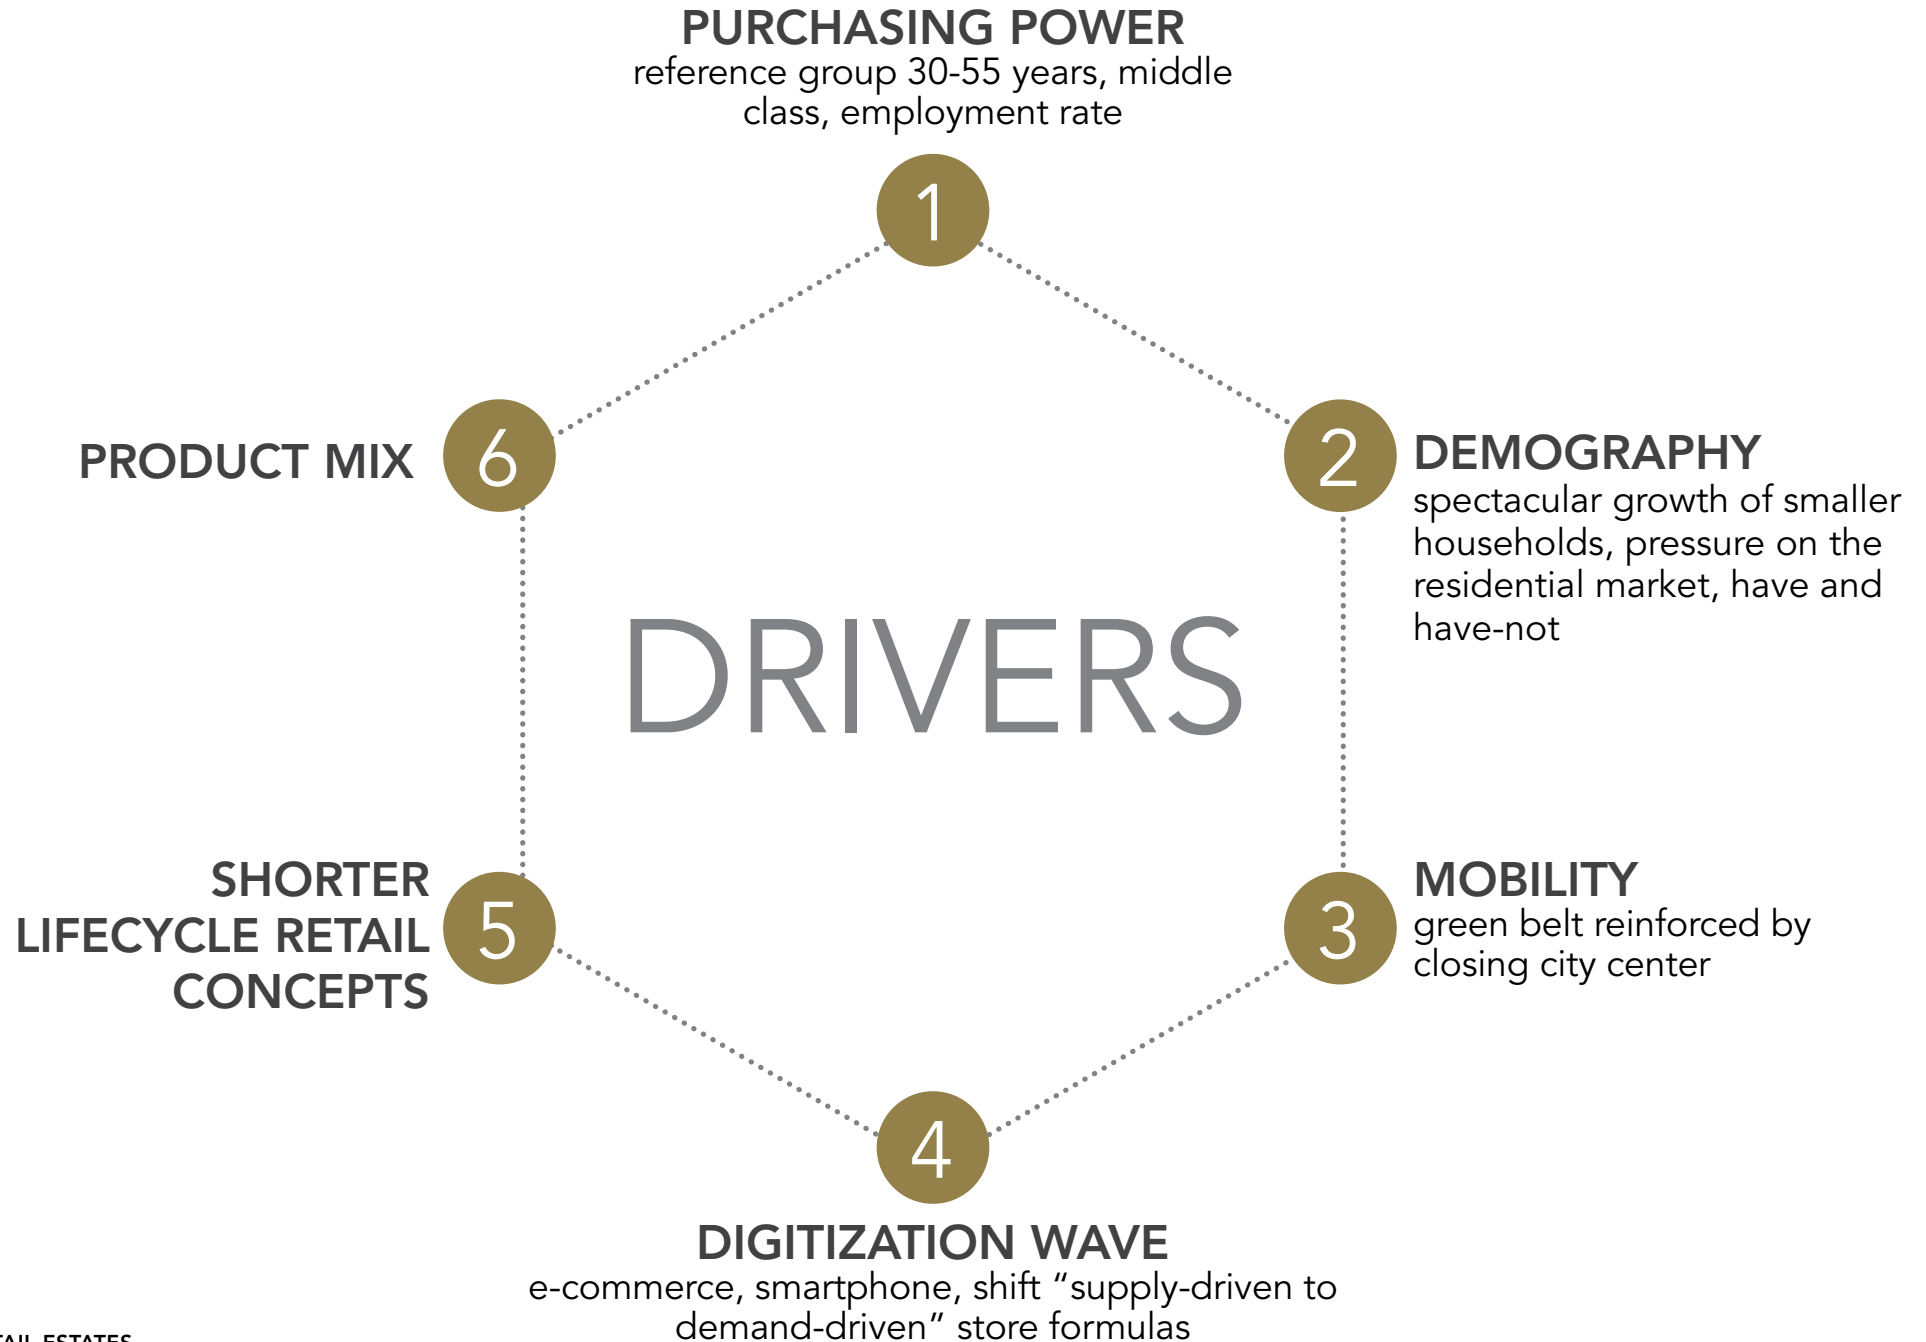 PURCHASING POWER
reference group 30-55 years, middle
class, employment rate
1
6
PRODUCT MIX
2
DEMOGRAPHY
spectacular growth of smaller
households, pressure on the
residential market, have and
have-not
DRIVERS
SHORTER
LIFECYCLE RETAIL
CONCEPTS
5
3
MOBILITY
green belt reinforced by
closing city center
4
DIGITIZATION WAVE
e-commerce, smartphone, shift “supply-driven to
demand-driven” store formulas
ESTATES